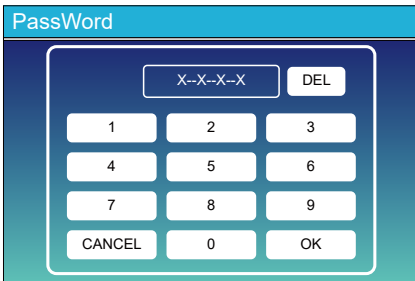 PassWord
X--X--X--X DEL
1 2 3
4 5 6
7 8 9
CANCEL 0 OK